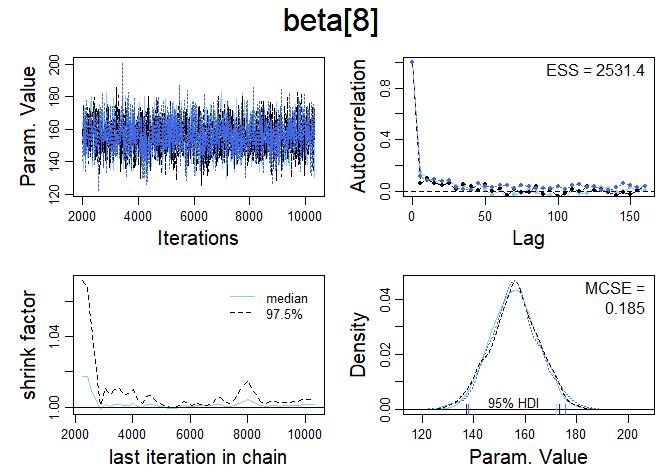 beta[8]
Param. Value
120 140 160 180 200
2000 4000 6000 8000 10000
Iterations
Autocorrelation
0.0 0.4 0.8
ESS = 2531.4
0 50 100 150
Lag
shrink factor
1.00 1.04
median
97.5%
2000 4000 6000 8000 10000
last iteration in chain
Density
0.00 0.02 0.04
MCSE =
0.185
95% HDI
120 140 160 180 200
Param. Value